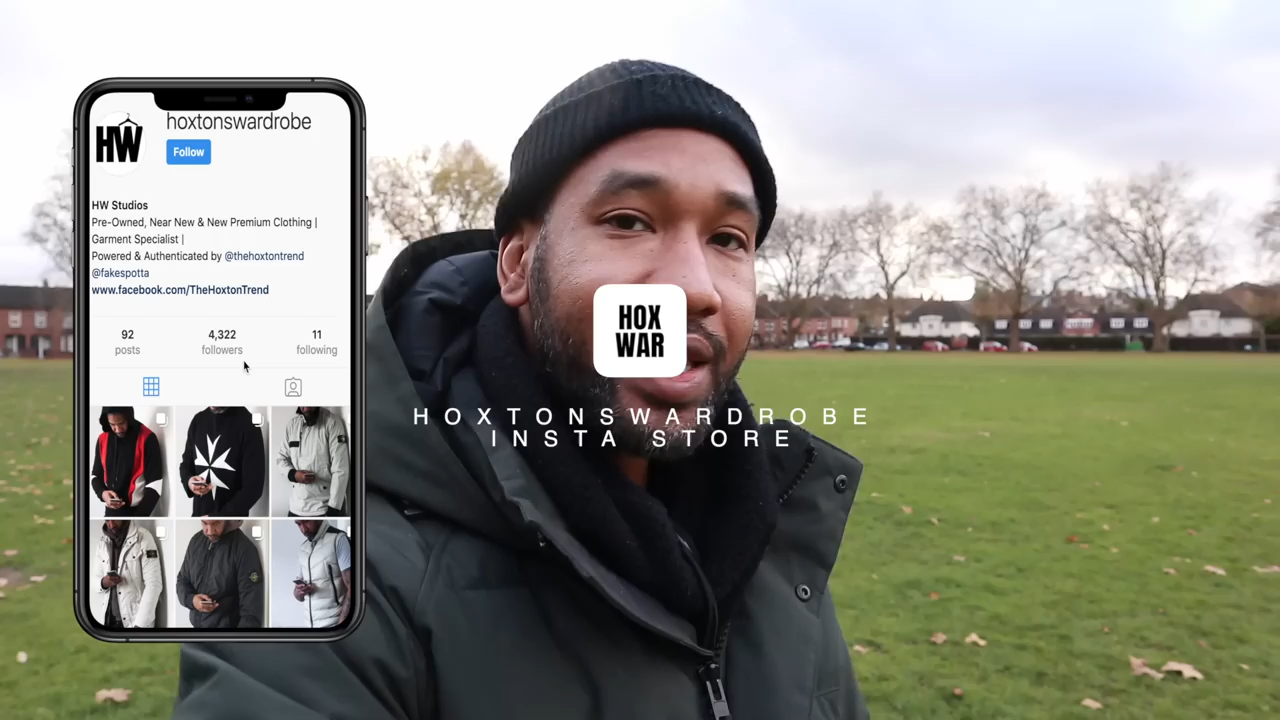 HW
hoxtonswardrobe
Follow
HW Studios
Pre-Owned, Near New & New Premium Clothing |
Garment Specialist |
Powered & Authenticated by @thehoxtontrend
@fakespotta
www.facebook.com/TheHoxtonTrend
92 4,322 11
posts followers following
HOX
WAR
HOXTONSWARDROBE
INSTA STORE